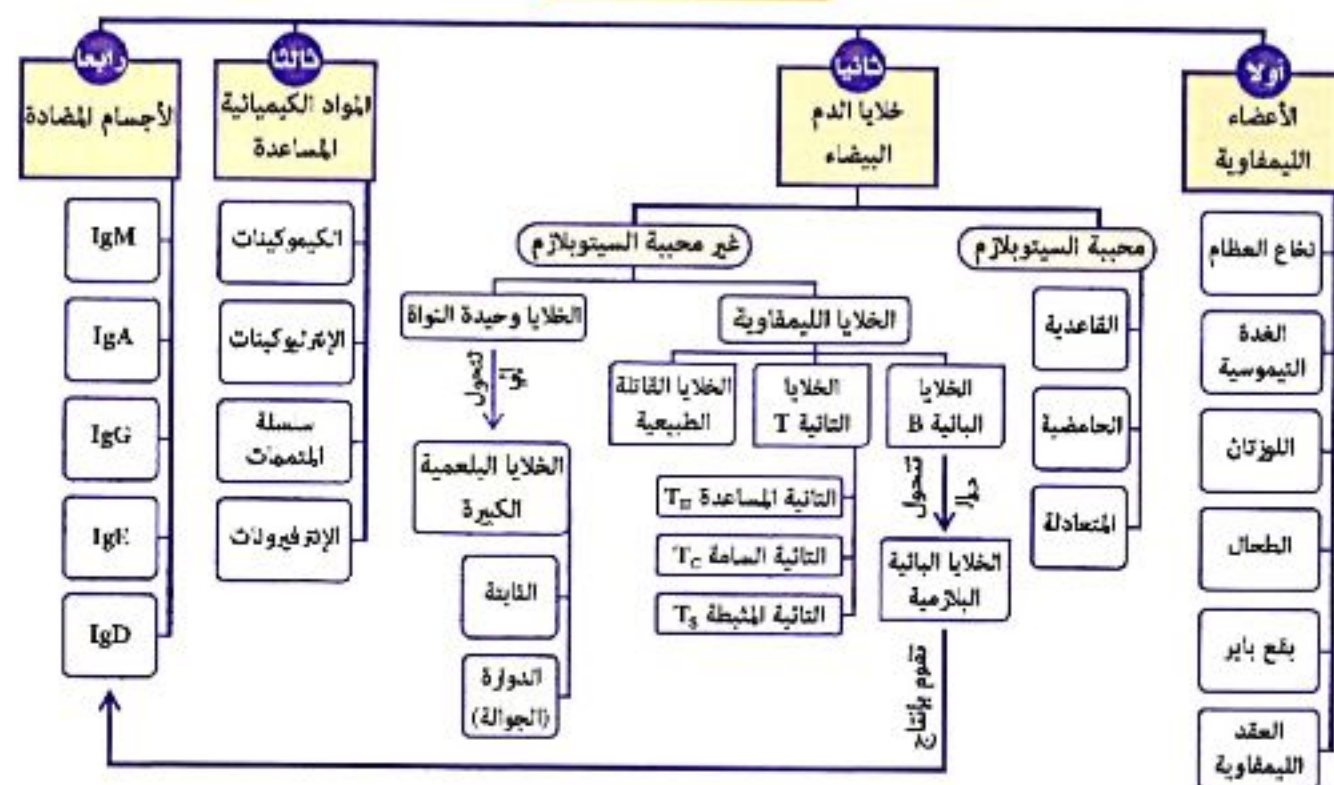 أولا
الأعضاء
الليمفاوية
نخاع العظام
الغدة
التيموسية
اللوزتان
الطحال
بقع باير
العقد
الليمفاوية
ثانيا
خلايا الدم
البيضاء
محببة السيتوبلازم
القاعدية
الحامضية
المتعادلة
غير محببة السيتوبلازم
الخلايا الليمفاوية
الخلايا
البائية B
تتحول
إلى
الخلايا البائية
البلازمية
تقوم بإنتاج
الخلايا
التائية T
التائية المساعدة TH
التائية السامة TC
التائية المثبطة TS
الخلايا القاتلة
الطبيعية
الخلايا وحيدة النواة
تتحول
إلى
الخلايا البلعمية
الكبيرة
الثابتة
الدوارة
(الجوالة)
ثالثا
المواد الكيميائية
المساعدة
الكيموكينات
الإنترليوكينات
سلسلة
المتممات
الإنترفيرونات
رابعا
الأجسام المضادة
IgM
IgA
IgG
IgE
IgD